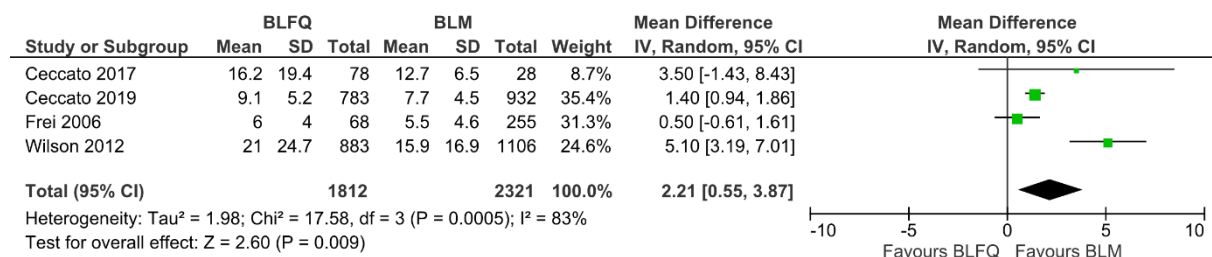 BLFQ BLM Mean Difference Mean Difference
Study or Subgroup Mean SD Total Mean SD Total Weight IV, Random, 95% CI IV, Random, 95% CI
Ceccato 2017 16.2 19.4 78 12.7 6.5 28 8.7% 3.50 [-1.43, 8.43]
Ceccato 2019 9.1 5.2 783 7.7 4.5 932 35.4% 1.40 [0.94, 1.86]
Frei 2006 6 4 68 5.5 4.6 255 31.3% 0.50 [-0.61, 1.61]
Wilson 2012 21 24.7 883 15.9 16.9 1106 24.6% 5.10 [3.19, 7.01]
Total (95% CI) 1812 2321 100.0% 2.21 [0.55, 3.87]
Heterogeneity: Tau² = 1.98; Chi² = 17.58, df = 3 (P = 0.0005); I² = 83%
Test for overall effect: Z = 2.60 (P = 0.009)
-10 -5 0 5 10
Favours BLFQ Favours BLM